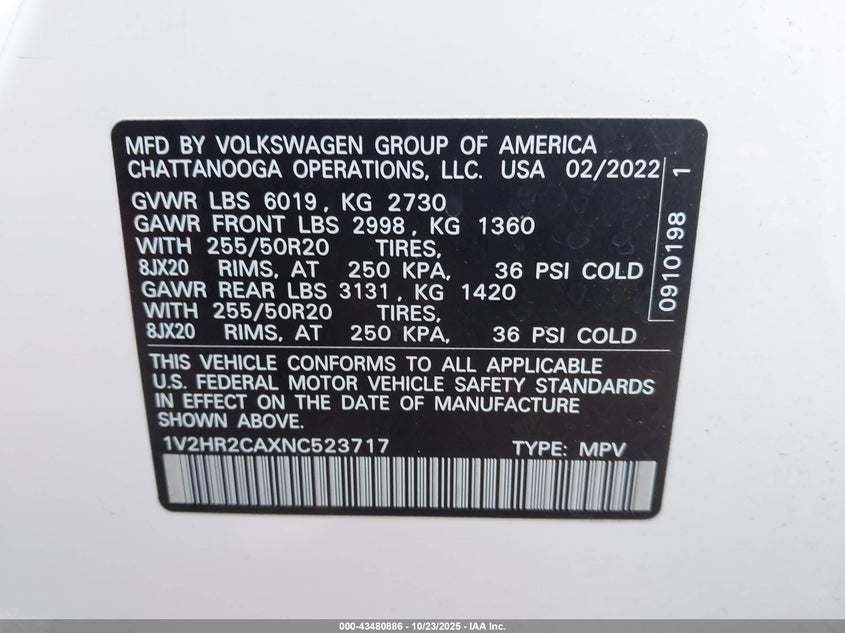 MFD BY VOLKSWAGEN GROUP OF AMERICA
CHATTANOOGA OPERATIONS, LLC. USA 02/2022
GVWR LBS 6019, KG 2730
GAWR FRONT LBS 2998, KG 1360
WITH 255/50R20 TIRES,
8JX20 RIMS, AT 250 KPA, 36 PSI COLD
GAWR REAR LBS 3131, KG 1420
WITH 255/50R20 TIRES,
8JX20 RIMS, AT 250 KPA, 36 PSI COLD
0910198 1
THIS VEHICLE CONFORMS TO ALL APPLICABLE
U.S. FEDERAL MOTOR VEHICLE SAFETY STANDARDS
IN EFFECT ON THE DATE OF MANUFACTURE
SHOWN ABOVE.
1V2HR2CAXNC523717 TYPE: MPV
000-43480886 - 10/23/2025 - IAA Inc.